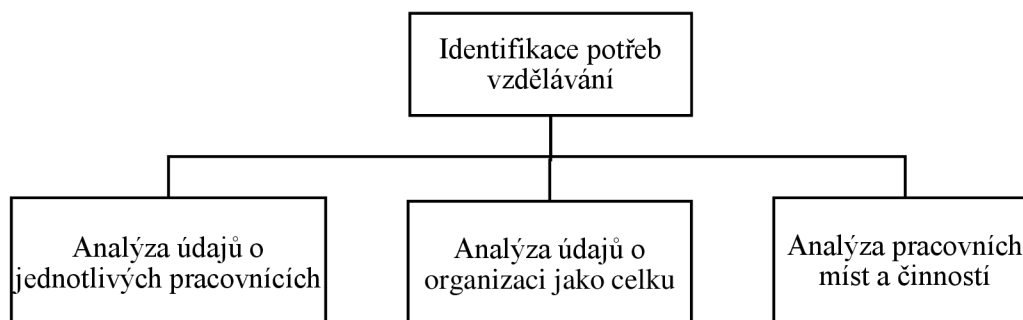 Identifikace potřeb
vzdělávání
Analýza údajů o
jednotlivých pracovnících
Analýza údajů o
organizaci jako celku
Analýza pracovních
míst a činností